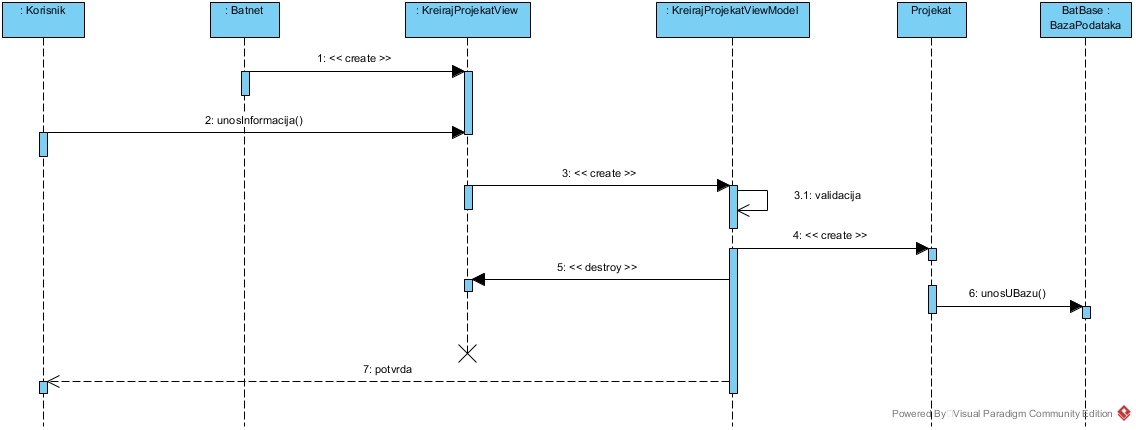 : Korisnik
: Batnet
: KreirajProjekatView
: KreirajProjekatViewModel
Projekat
BatBase :
BazaPodataka
1: << create >>
2: unosInformacija()
3: << create >>
3.1: validacija
4: << create >>
5: << destroy >>
6: unosUBazu()
7: potvrda
Powered By Visual Paradigm Community Edition